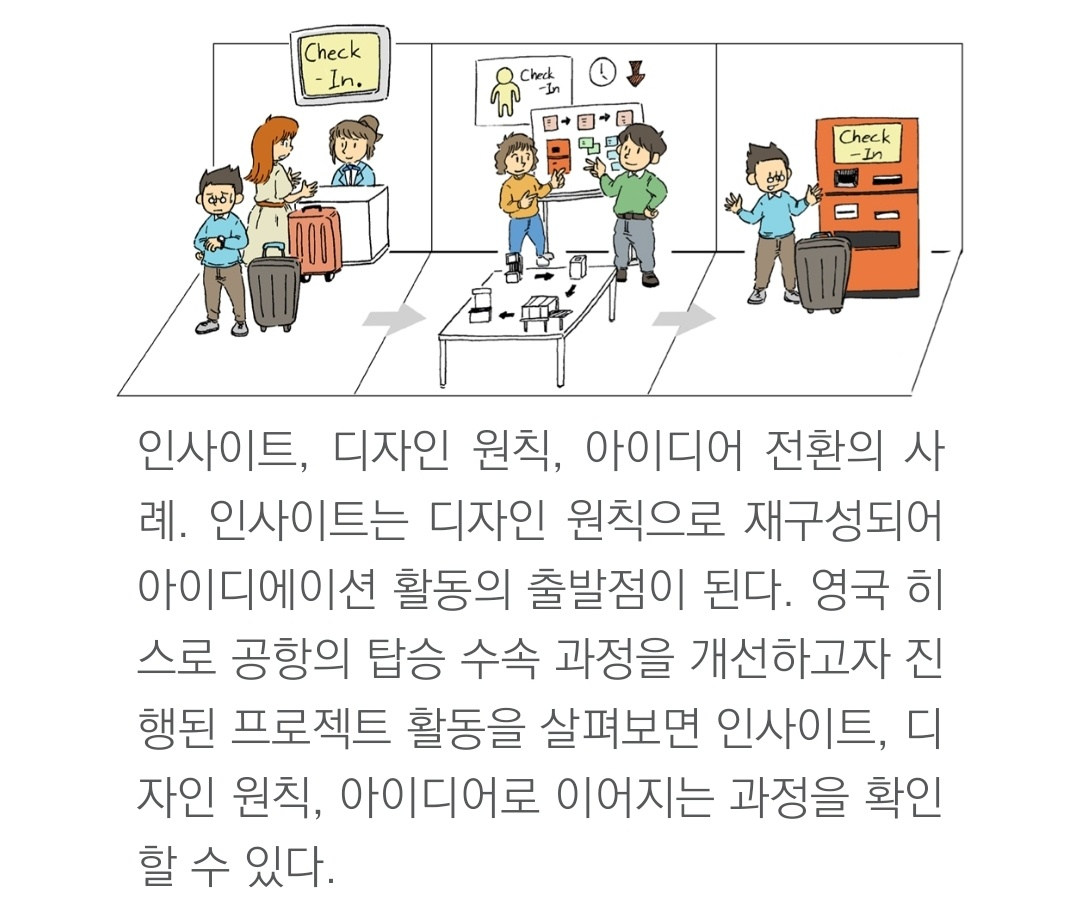 Check
-In.
Check
-In
Check
-In
인사이트, 디자인 원칙, 아이디어 전환의 사
례. 인사이트는 디자인 원칙으로 재구성되어
아이디에이션 활동의 출발점이 된다. 영국 히
스로 공항의 탑승 수속 과정을 개선하고자 진
행된 프로젝트 활동을 살펴보면 인사이트, 디
자인 원칙, 아이디어로 이어지는 과정을 확인
할 수 있다.